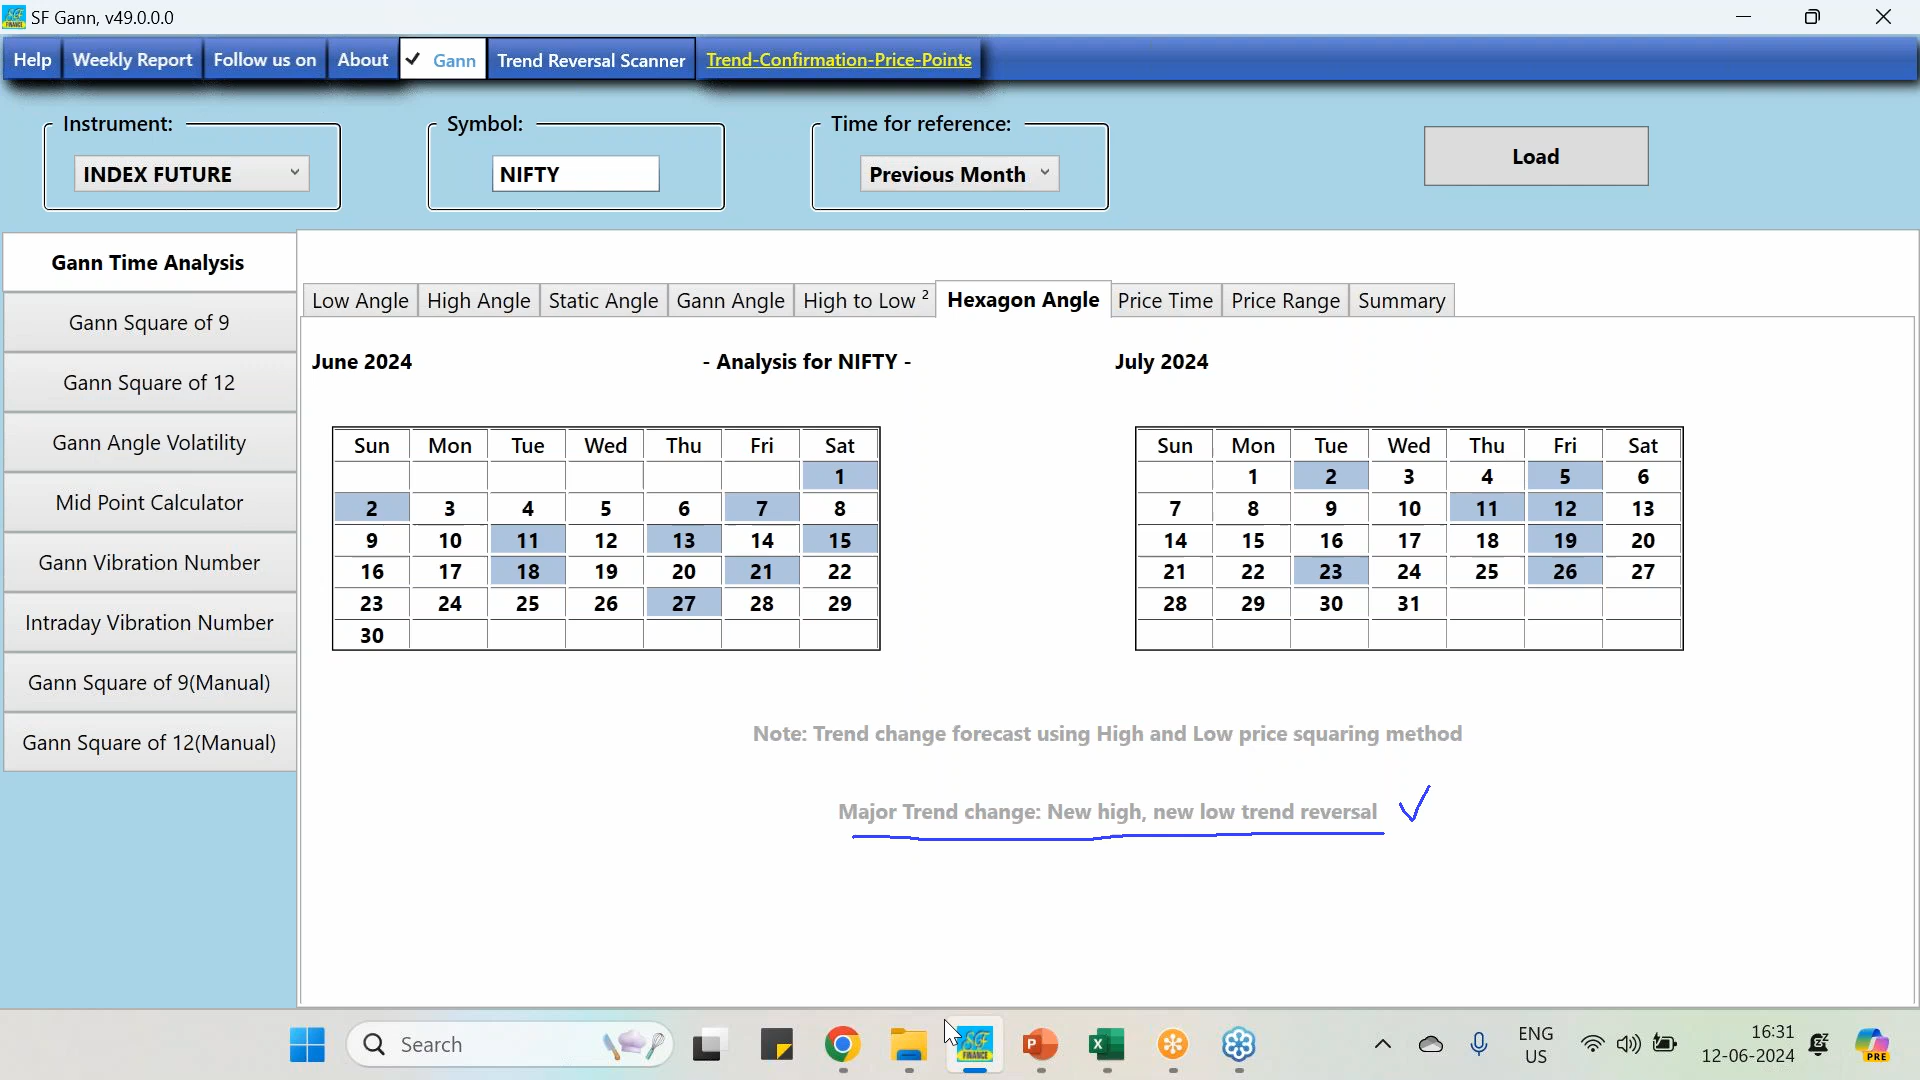 SF Gann, v49.0.0.0
Help Weekly Report Follow us on About ✓ Gann Trend Reversal Scanner Trend-Confirmation-Price-Points
Instrument: Symbol: Time for reference:
INDEX FUTURE NIFTY Previous Month Load
Gann Time Analysis
Gann Square of 9
Gann Square of 12
Gann Angle Volatility
Mid Point Calculator
Gann Vibration Number
Intraday Vibration Number
Gann Square of 9(Manual)
Gann Square of 12(Manual)
Low Angle High Angle Static Angle Gann Angle High to Low ² Hexagon Angle Price Time Price Range Summary
June 2024 - Analysis for NIFTY - July 2024
Sun Mon Tue Wed Thu Fri Sat
1
2 3 4 5 6 7 8
9 10 11 12 13 14 15
16 17 18 19 20 21 22
23 24 25 26 27 28 29
30
Sun Mon Tue Wed Thu Fri Sat
1 2 3 4 5 6
7 8 9 10 11 12 13
14 15 16 17 18 19 20
21 22 23 24 25 26 27
28 29 30 31
Note: Trend change forecast using High and Low price squaring method
Major Trend change: New high, new low trend reversal ✓
Search
SF
FINANCE
ENG
US
16:31
12-06-2024
PRE